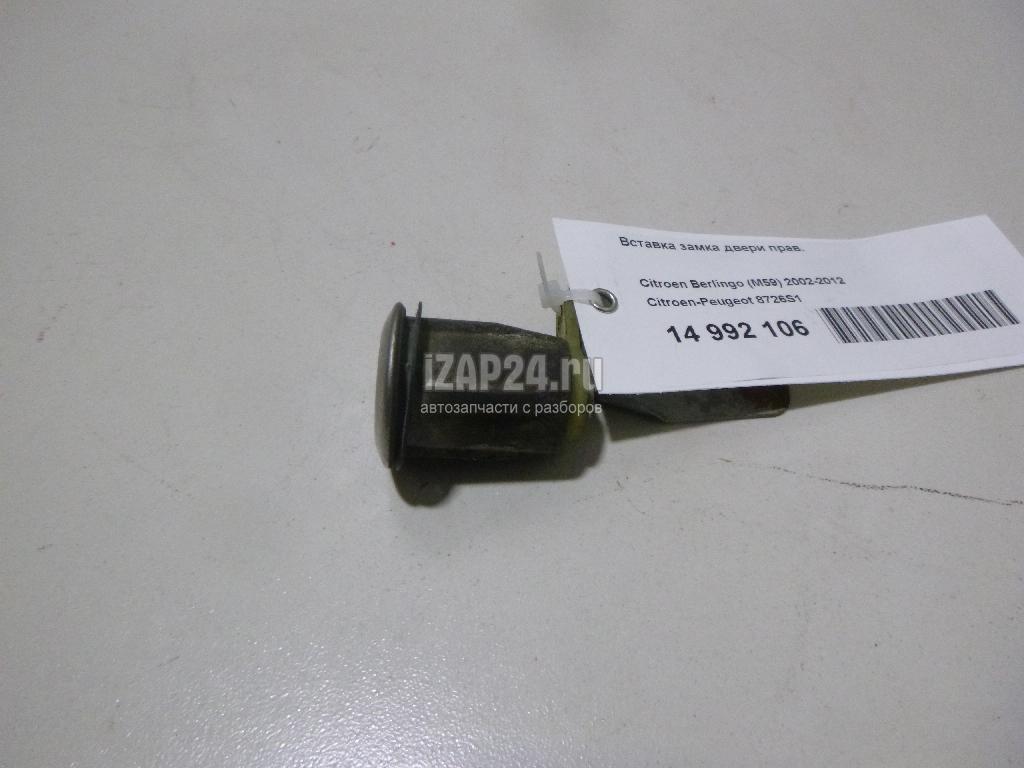 Вставка замка двери прав.
Citroen Berlingo (M59) 2002-2012
Citroen-Peugeot 8726S1
14 992 106
iZAP24.ru
автозапчасти с разборов